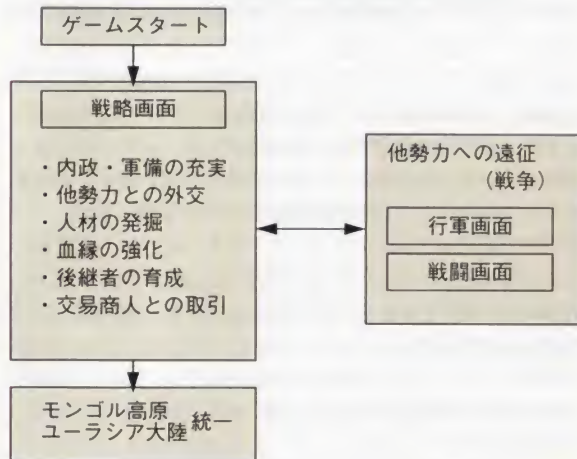 ゲームスタート
戦略画面
・内政・軍備の充実
・他勢力との外交
・人材の発掘
・血縁の強化
・後継者の育成
・交易商人との取引
他勢力への遠征
(戦争)
行軍画面
戦闘画面
モンゴル高原
ユーラシア大陸 統一